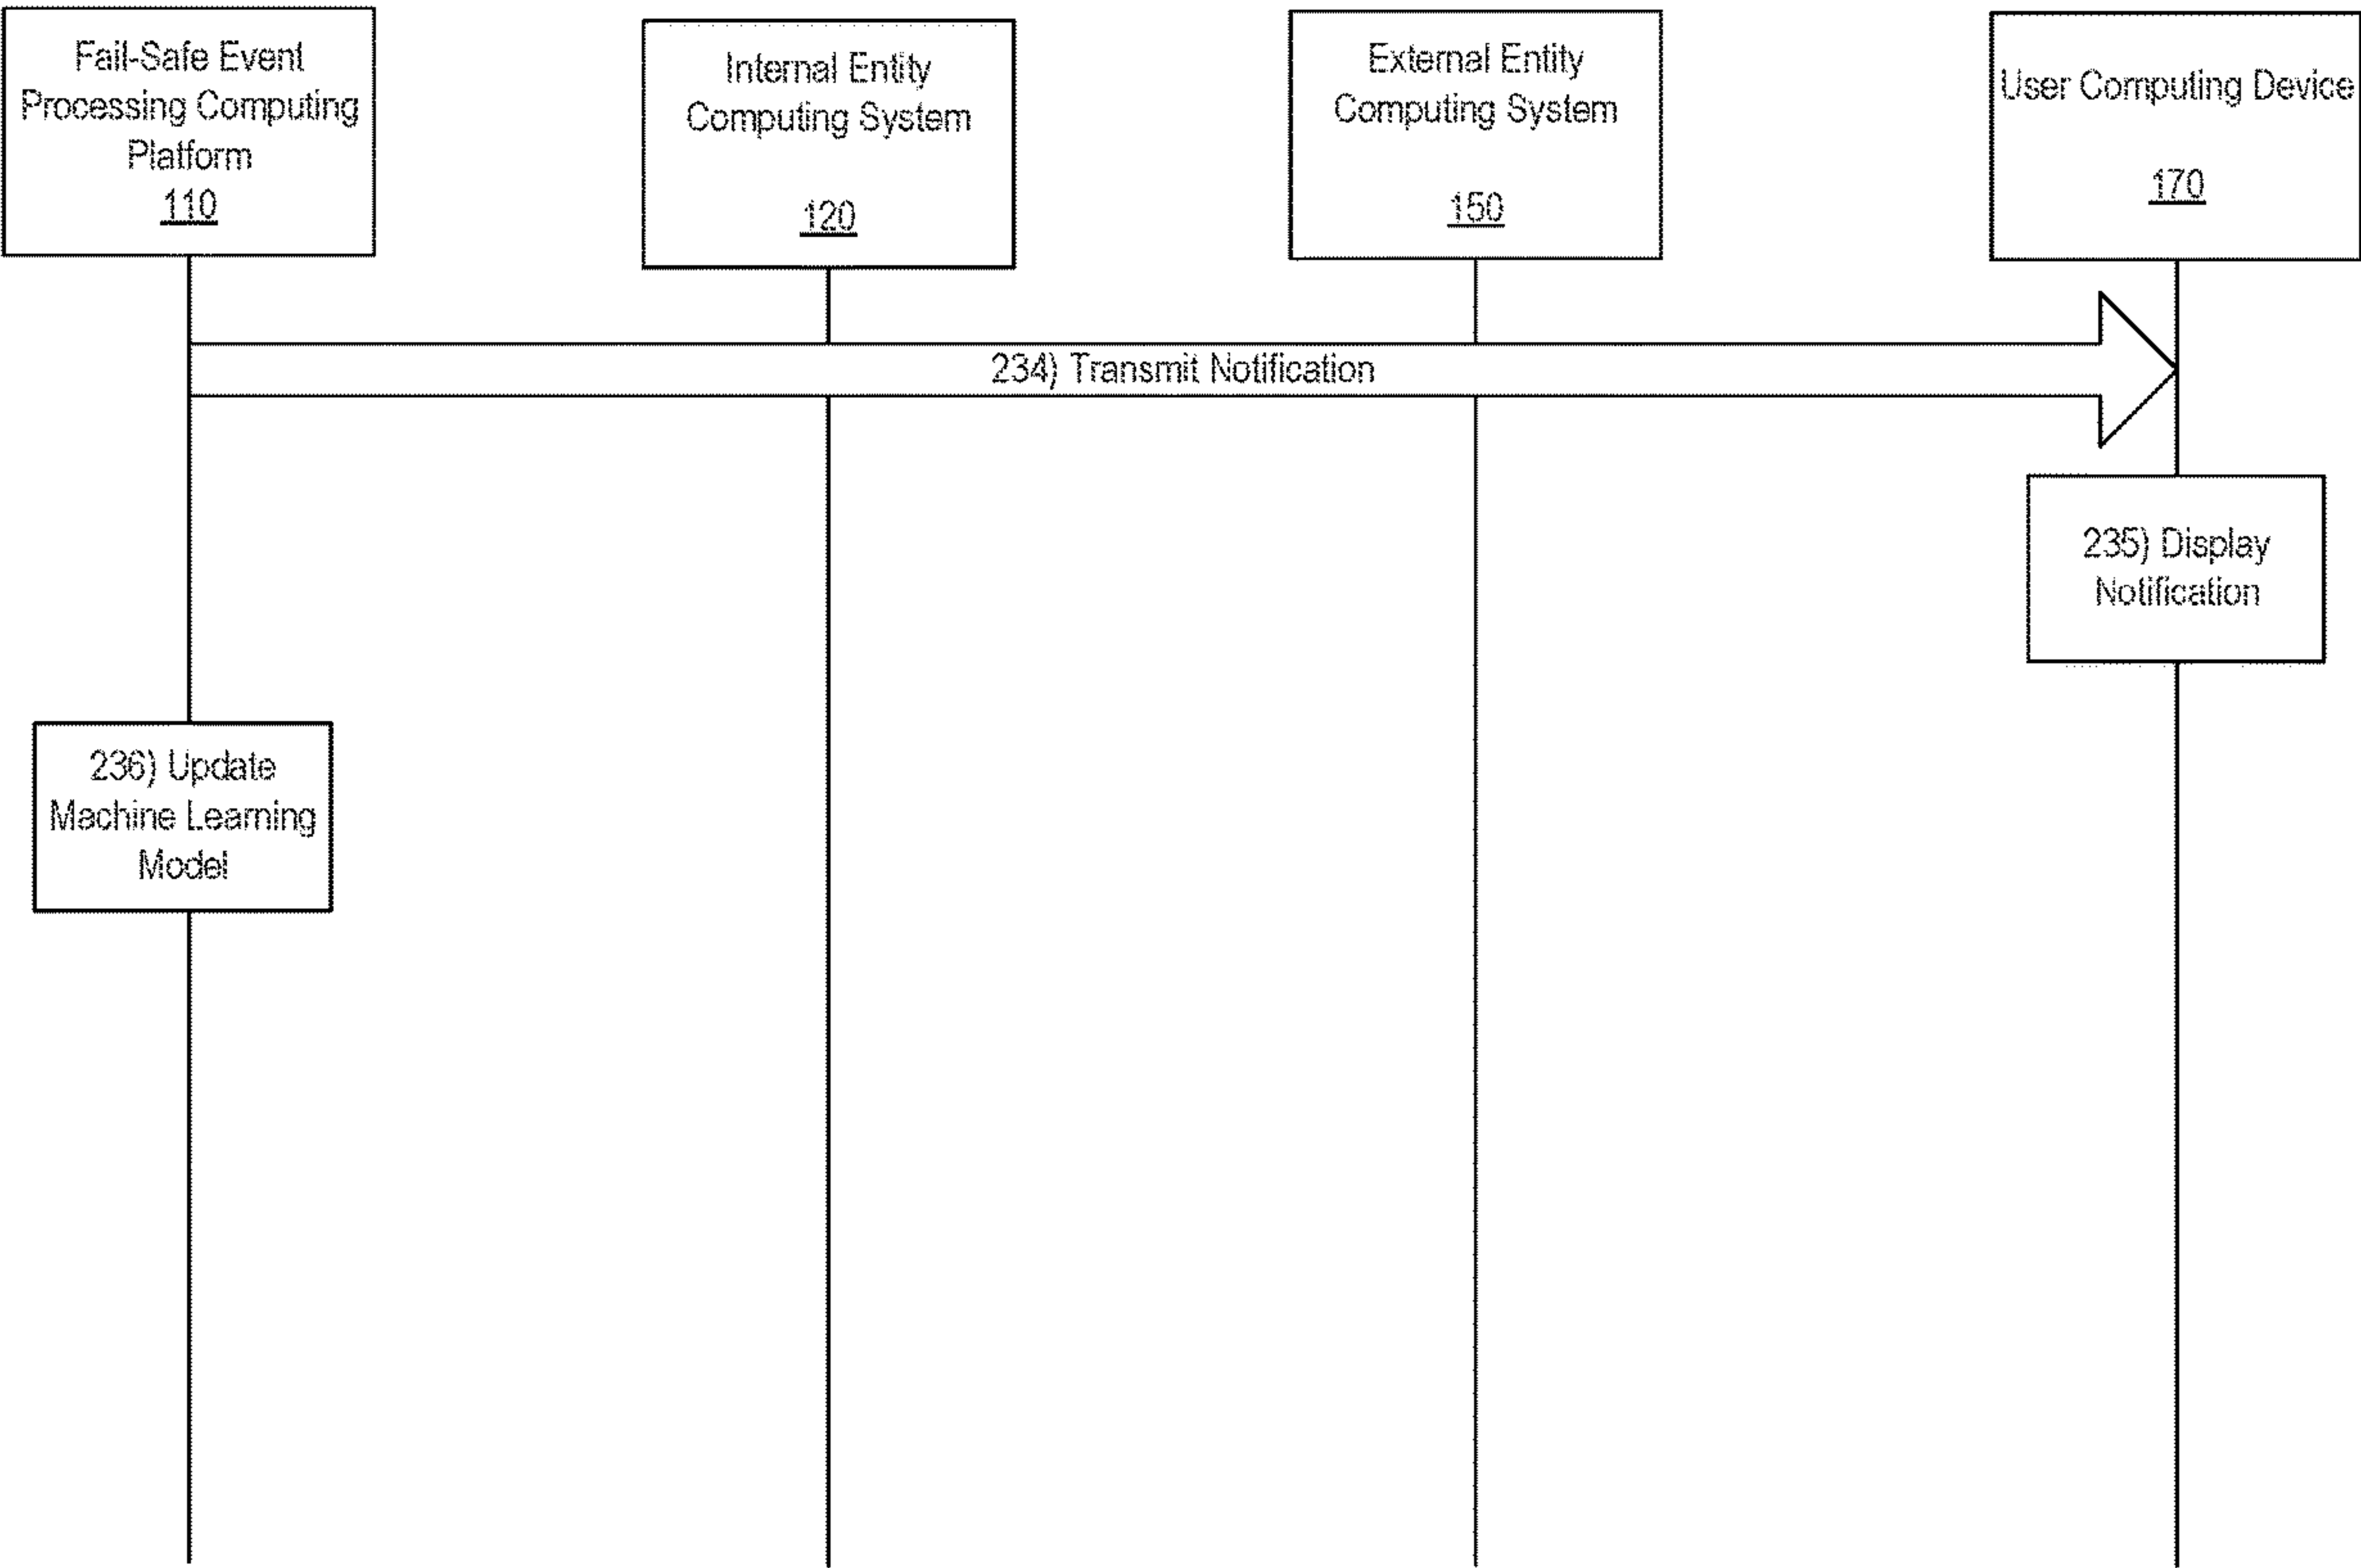 Fail-Safe Event
Processing Computing
Platform
110
Internal Entity
Computing System
120
External Entity
Computing System
150
User Computing Device
170
234) Transmit Notification
235) Display
Notification
236) Update
Machine Learning
Model